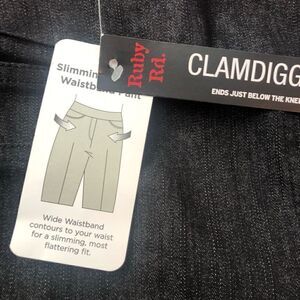 Slimming
Waistband Pant
Ruby
Rd.
CLAMDIGG
ENDS JUST BELOW THE KNE
Wide Waistband
contours to your waist
for a slimming, most
flattering fit.